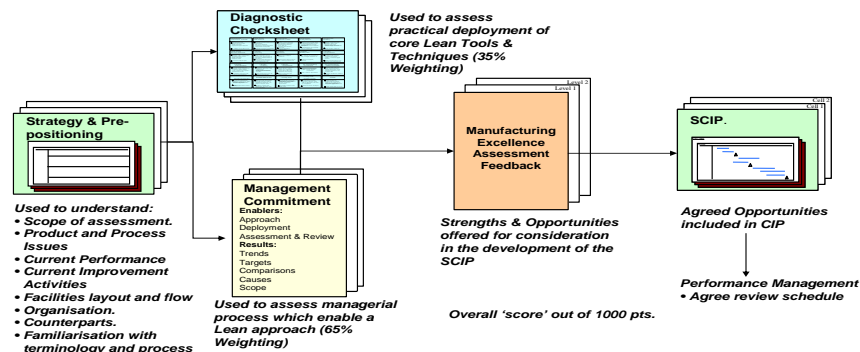 Strategy & Pre-
positioning
Used to understand:
• Scope of assessment.
• Product and Process
Issues
• Current Performance
• Current Improvement
Activities
• Facilities layout and flow
• Organisation.
• Counterparts.
• Familiarisation with
terminology and process
Diagnostic
Checksheet
Used to assess
practical deployment of
core Lean Tools &
Techniques (35%
Weighting)
Management
Commitment
Enablers:
Approach
Deployment
Assessment & Review
Results:
Trends
Targets
Comparisons
Causes
Scope
Used to assess managerial
process which enable a
Lean approach (65%
Weighting)
Level 2
Level 1
Manufacturing
Excellence
Assessment
Feedback
Strengths & Opportunities
offered for consideration
in the development of the
SCIP
Overall ‘score’ out of 1000 pts.
Cell 2
Cell 1
SCIP.
Agreed Opportunities
included in CIP
Performance Management
• Agree review schedule